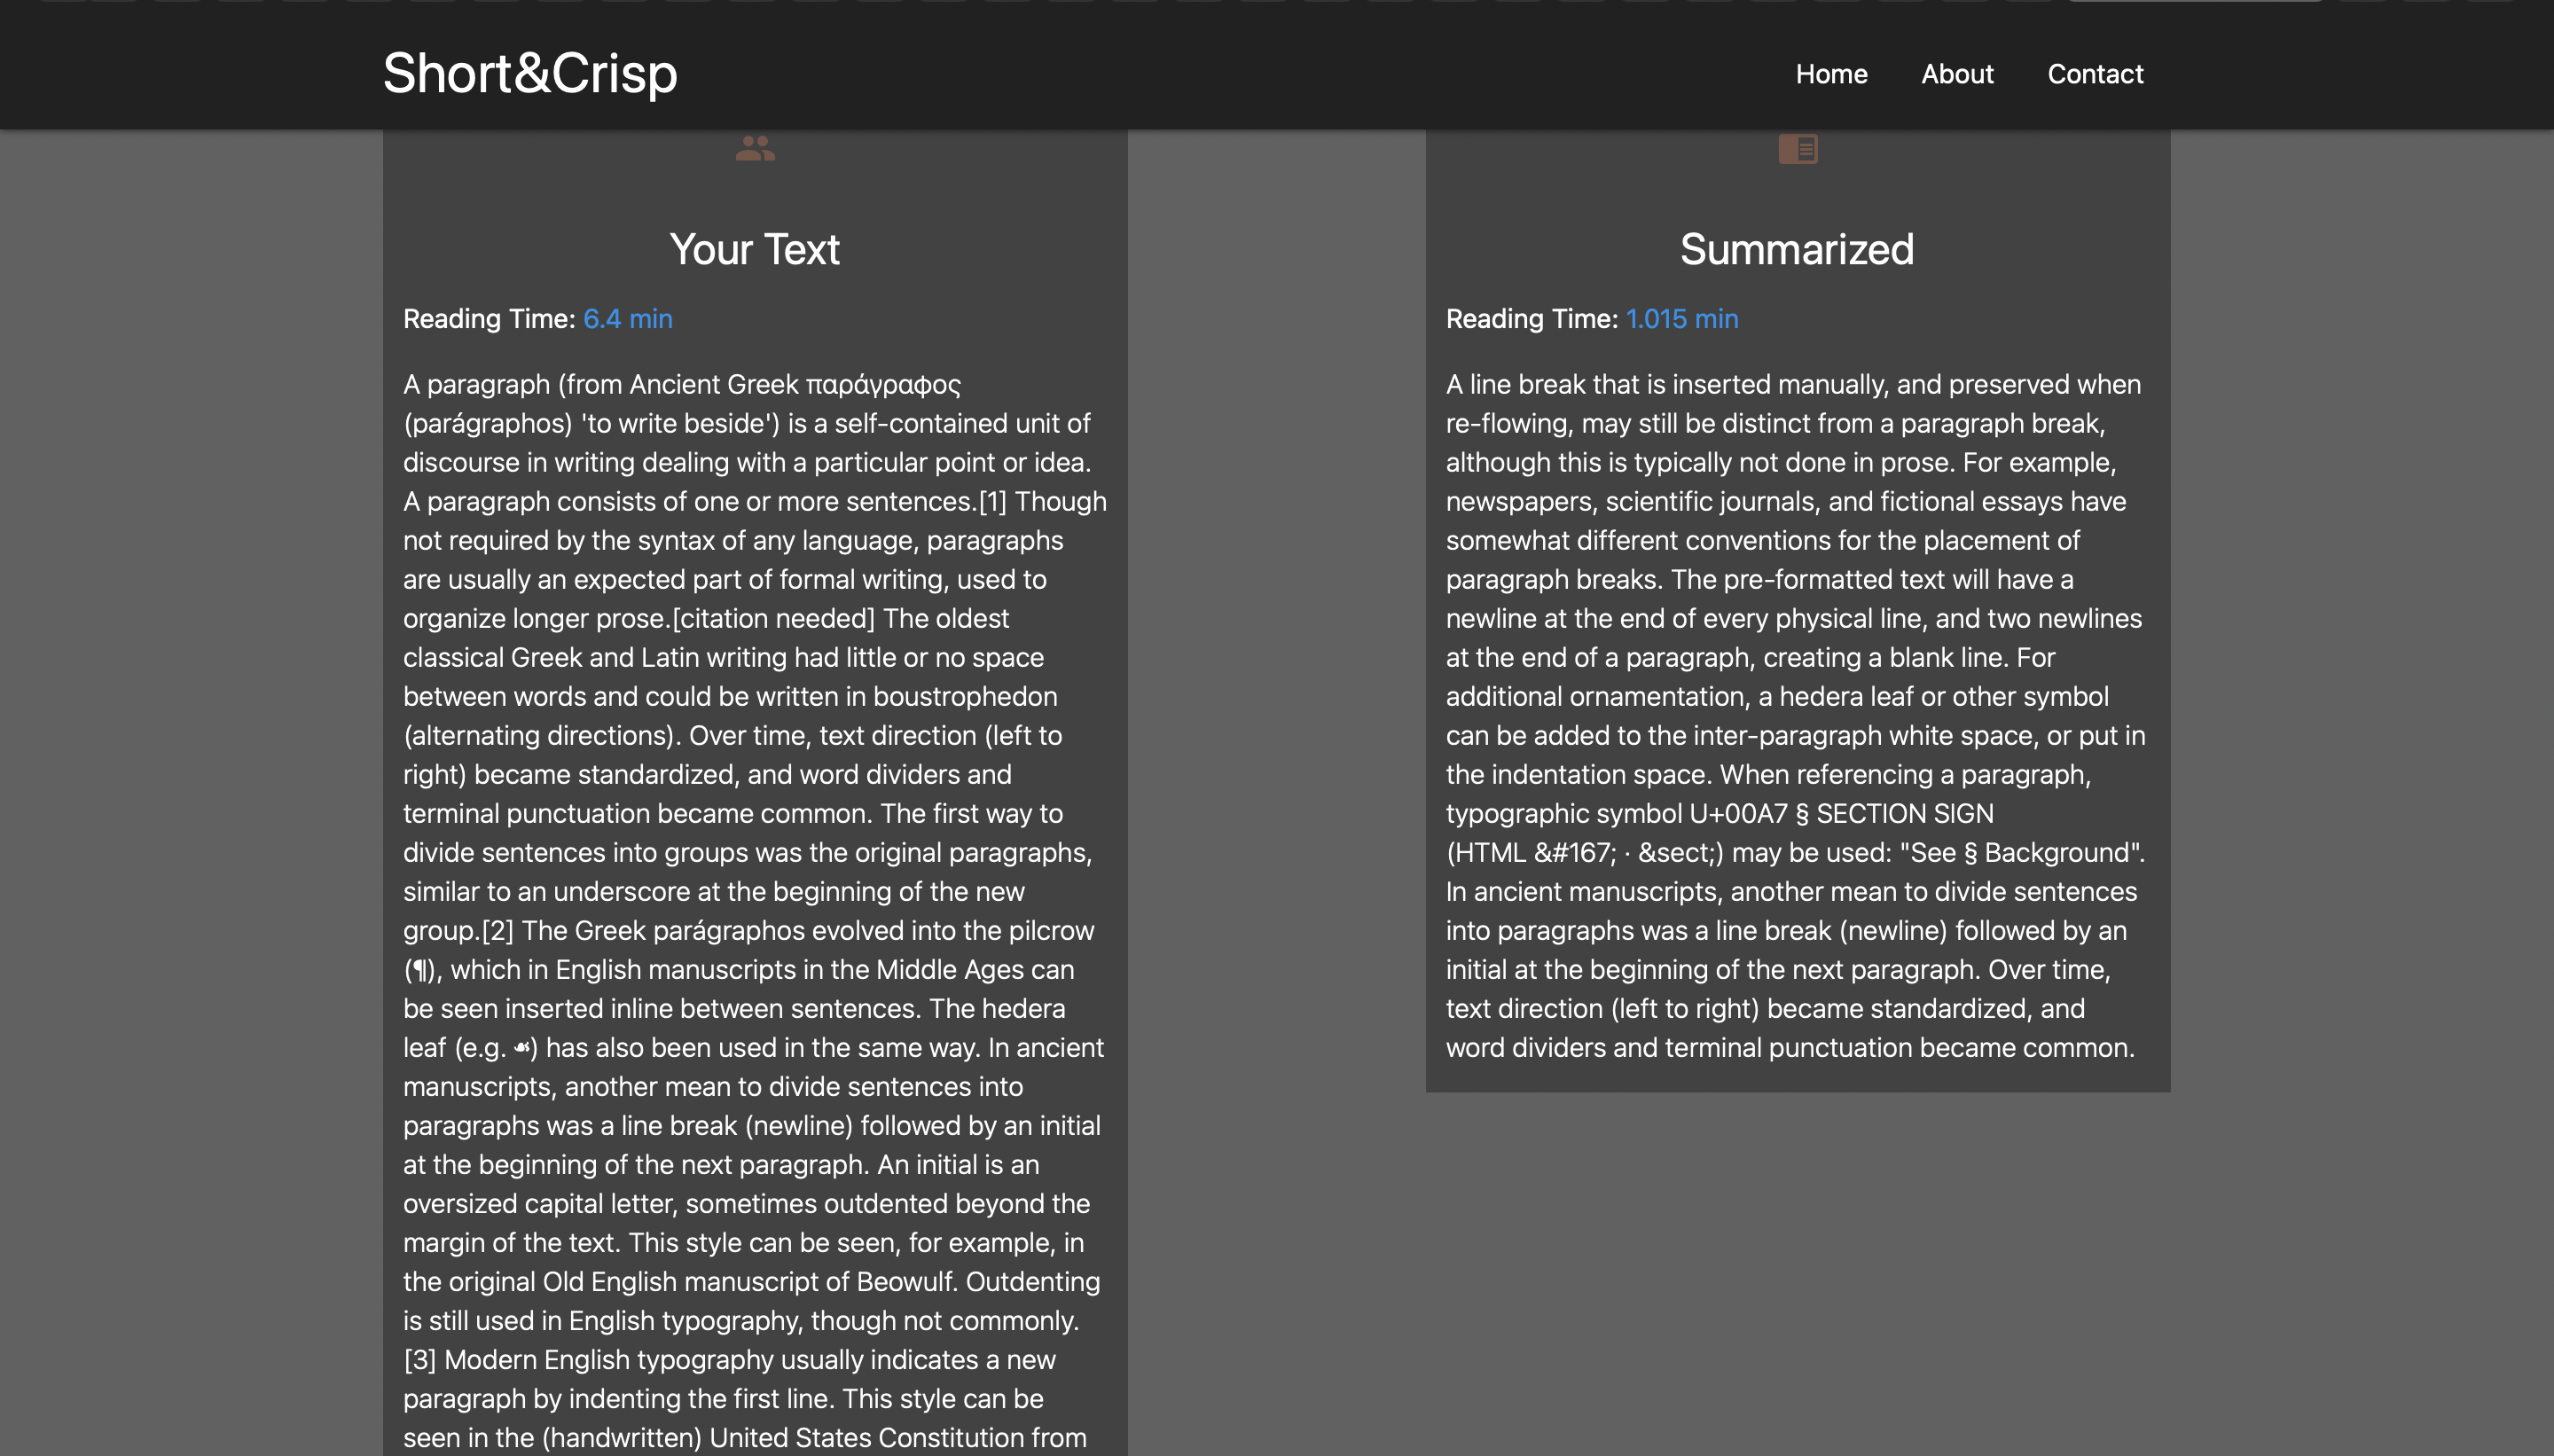 Short&Crisp
Home About Contact
Your Text
Reading Time: 6.4 min
A paragraph (from Ancient Greek παράγραφος
(parágraphos) 'to write beside') is a self-contained unit of
discourse in writing dealing with a particular point or idea.
A paragraph consists of one or more sentences.[1] Though
not required by the syntax of any language, paragraphs
are usually an expected part of formal writing, used to
organize longer prose.[citation needed] The oldest
classical Greek and Latin writing had little or no space
between words and could be written in boustrophedon
(alternating directions). Over time, text direction (left to
right) became standardized, and word dividers and
terminal punctuation became common. The first way to
divide sentences into groups was the original paragraphs,
similar to an underscore at the beginning of the new
group.[2] The Greek parágraphos evolved into the pilcrow
(¶), which in English manuscripts in the Middle Ages can
be seen inserted inline between sentences. The hedera
leaf (e.g. ☙) has also been used in the same way. In ancient
manuscripts, another mean to divide sentences into
paragraphs was a line break (newline) followed by an initial
at the beginning of the next paragraph. An initial is an
oversized capital letter, sometimes outdented beyond the
margin of the text. This style can be seen, for example, in
the original Old English manuscript of Beowulf. Outdenting
is still used in English typography, though not commonly.
[3] Modern English typography usually indicates a new
paragraph by indenting the first line. This style can be
seen in the (handwritten) United States Constitution from
Summarized
Reading Time: 1.015 min
A line break that is inserted manually, and preserved when
re-flowing, may still be distinct from a paragraph break,
although this is typically not done in prose. For example,
newspapers, scientific journals, and fictional essays have
somewhat different conventions for the placement of
paragraph breaks. The pre-formatted text will have a
newline at the end of every physical line, and two newlines
at the end of a paragraph, creating a blank line. For
additional ornamentation, a hedera leaf or other symbol
can be added to the inter-paragraph white space, or put in
the indentation space. When referencing a paragraph,
typographic symbol U+00A7 § SECTION SIGN
(HTML &#167; · &sect;) may be used: "See § Background".
In ancient manuscripts, another mean to divide sentences
into paragraphs was a line break (newline) followed by an
initial at the beginning of the next paragraph. Over time,
text direction (left to right) became standardized, and
word dividers and terminal punctuation became common.